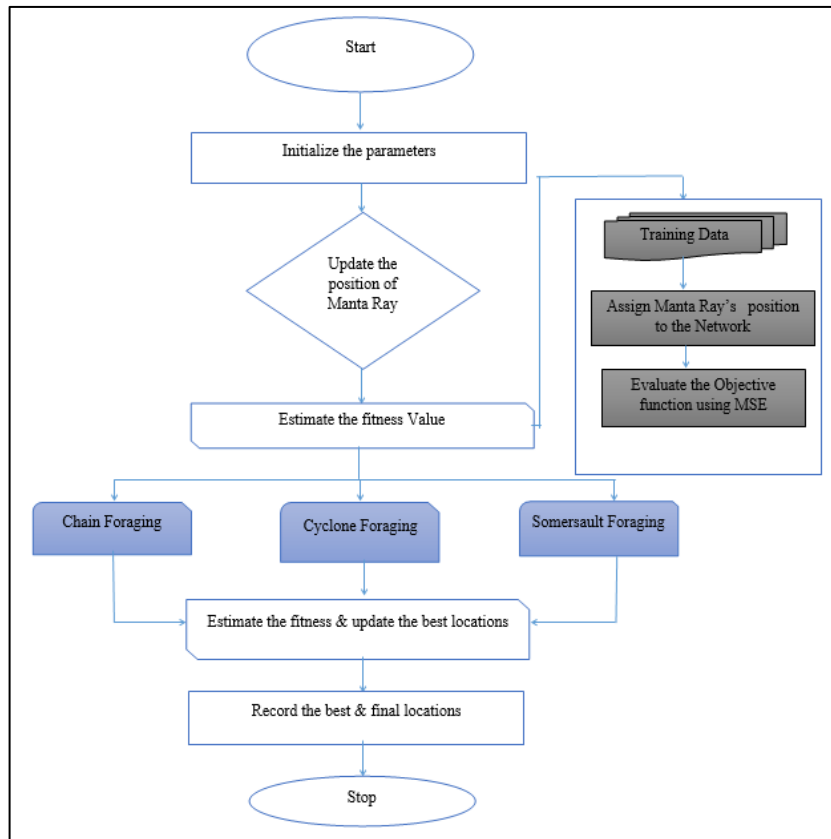 Start
Initialize the parameters
Update the
position of
Manta Ray
Estimate the fitness Value
Training Data
Assign Manta Ray's position
to the Network
Evaluate the Objective
function using MSE
Chain Foraging
Cyclone Foraging
Somersault Foraging
Estimate the fitness & update the best locations
Record the best & final locations
Stop